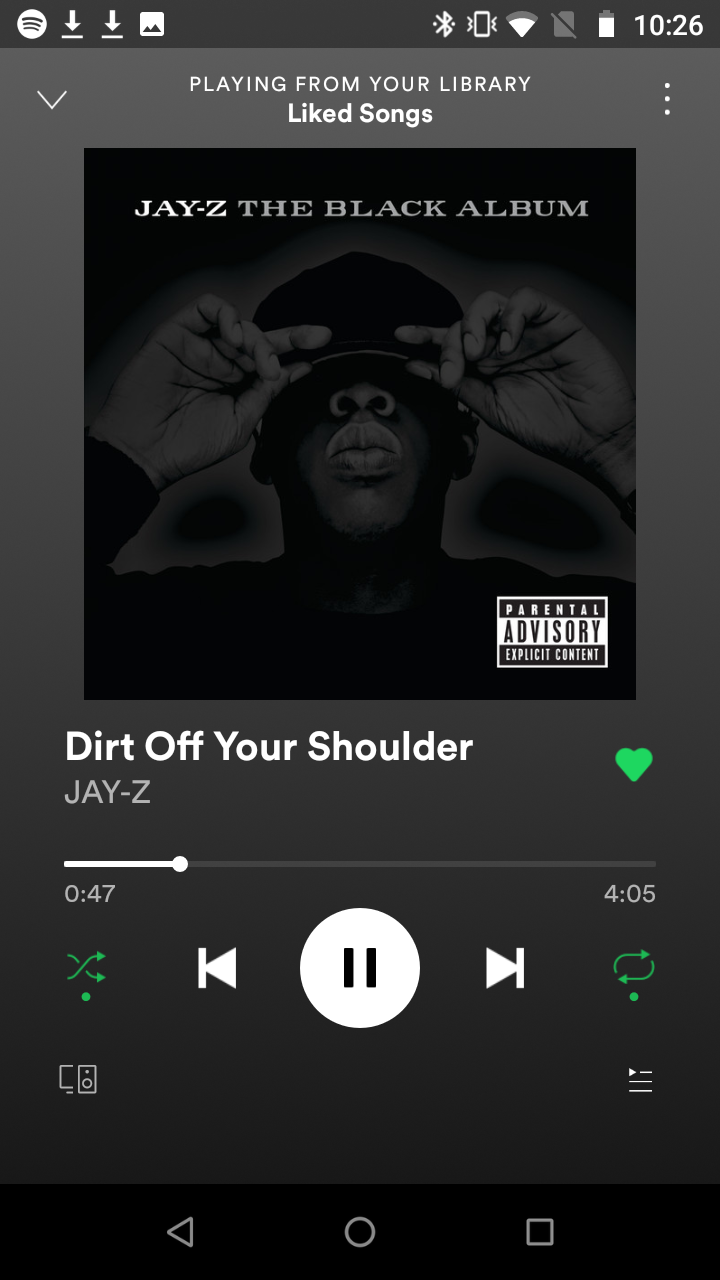 10:26
PLAYING FROM YOUR LIBRARY
Liked Songs
JAY-Z THE BLACK ALBUM
PARENTAL
ADVISORY
EXPLICIT CONTENT
Dirt Off Your Shoulder
JAY-Z
0:47 4:05